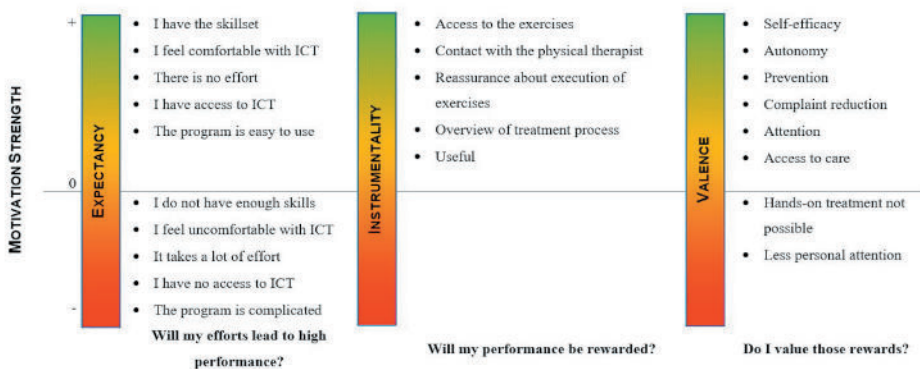 MOTIVATION STRENGTH
+
0
-
EXPECTANCY
• I have the skillset
• I feel comfortable with ICT
• There is no effort
• I have access to ICT
• The program is easy to use
• I do not have enough skills
• I feel uncomfortable with ICT
• It takes a lot of effort
• I have no access to ICT
• The program is complicated
Will my efforts lead to high
performance?
INSTRUMENTALITY
• Access to the exercises
• Contact with the physical therapist
• Reassurance about execution of
exercises
• Overview of treatment process
• Useful
Will my performance be rewarded?
VALENCE
• Self-efficacy
• Autonomy
• Prevention
• Complaint reduction
• Attention
• Access to care
• Hands-on treatment not
possible
• Less personal attention
Do I value those rewards?